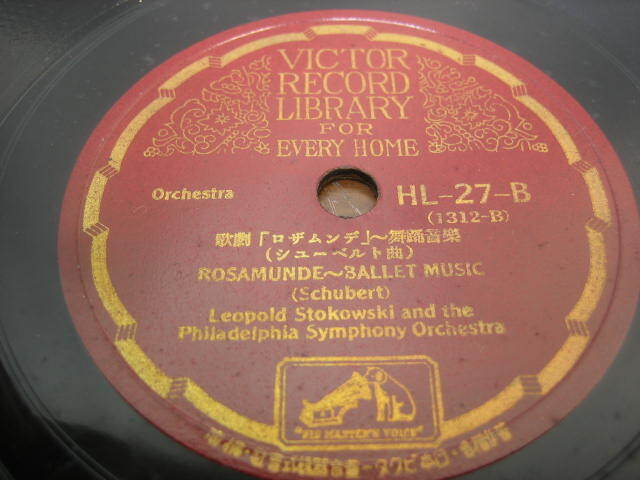 VICTOR
RECORD
LIBRARY
FOR
EVERY HOME
Orchestra
HL-27-B
(1312-B)
歌劇「ロザムンデ」～舞踊音樂
(シューベルト曲)
ROSAMUNDE～BALLET MUSIC
(Schubert)
Leopold Stokowski and the
Philadelphia Symphony Orchestra
"HIS MASTER'S VOICE"